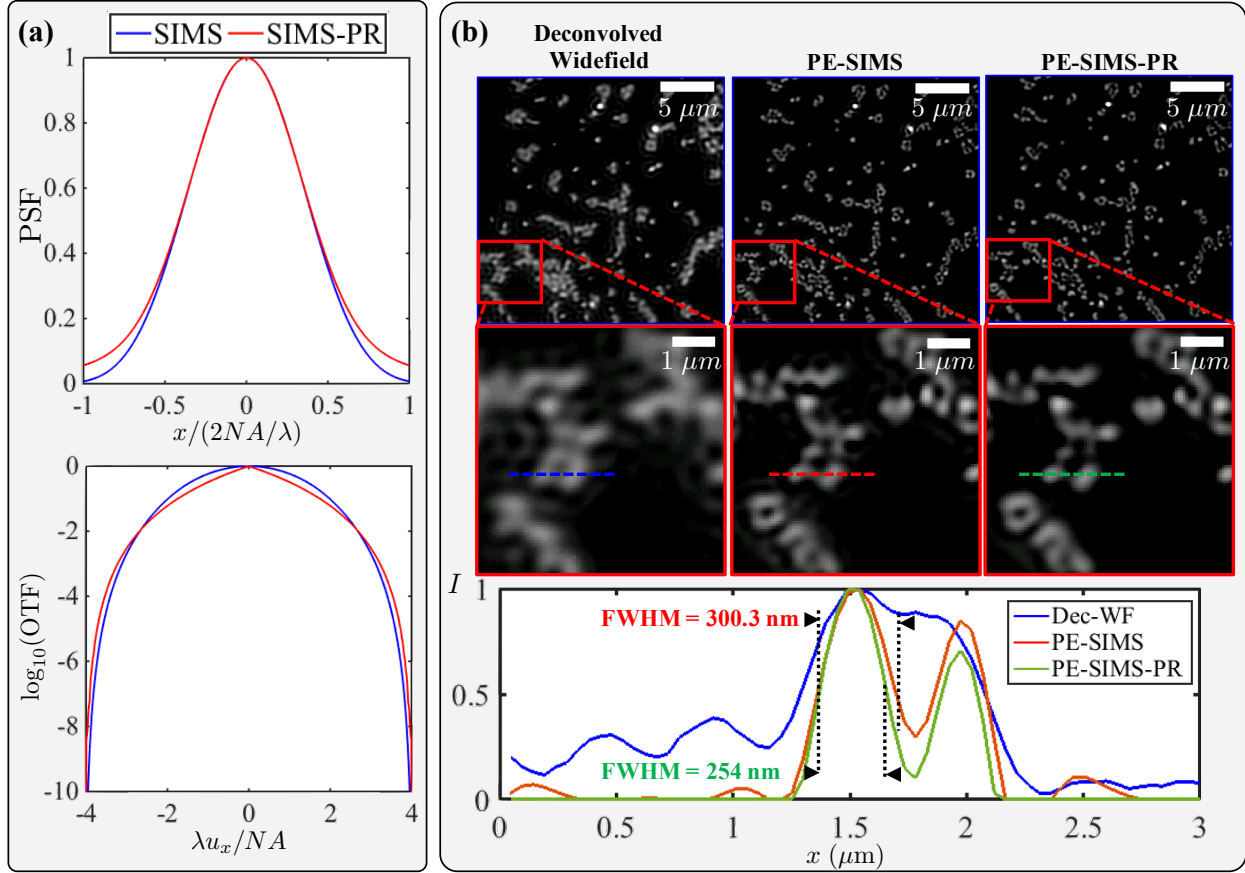 (a)
SIMS
SIMS-PR
1
0.8
0.6
0.4
0.2
0
PSF
-1
-0.5
0
0.5
1
x/(2NA/λ)
0
-2
-4
-6
-8
-10
log₁₀(OTF)
-4
-2
0
2
4
λuₓ/NA
(b)
Deconvolved
Widefield
PE-SIMS
PE-SIMS-PR
5 μm
5 μm
5 μm
1 μm
1 μm
1 μm
I
1
0.5
0
FWHM = 300.3 nm
FWHM = 254 nm
Dec-WF
PE-SIMS
PE-SIMS-PR
0
0.5
1
1.5
2
2.5
3
x (μm)